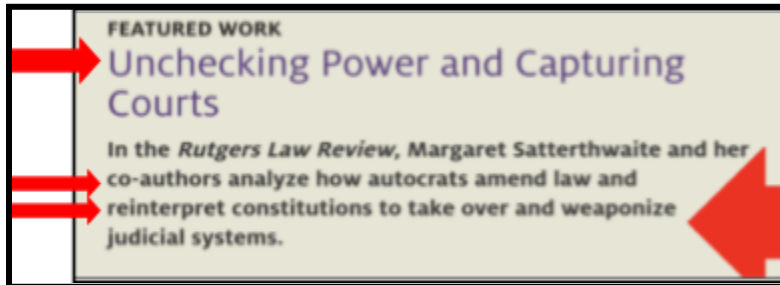 FEATURED WORK
Unchecking Power and Capturing
Courts
In the Rutgers Law Review, Margaret Satterthwaite and her
co-authors analyze how autocrats amend law and
reinterpret constitutions to take over and weaponize
judicial systems.